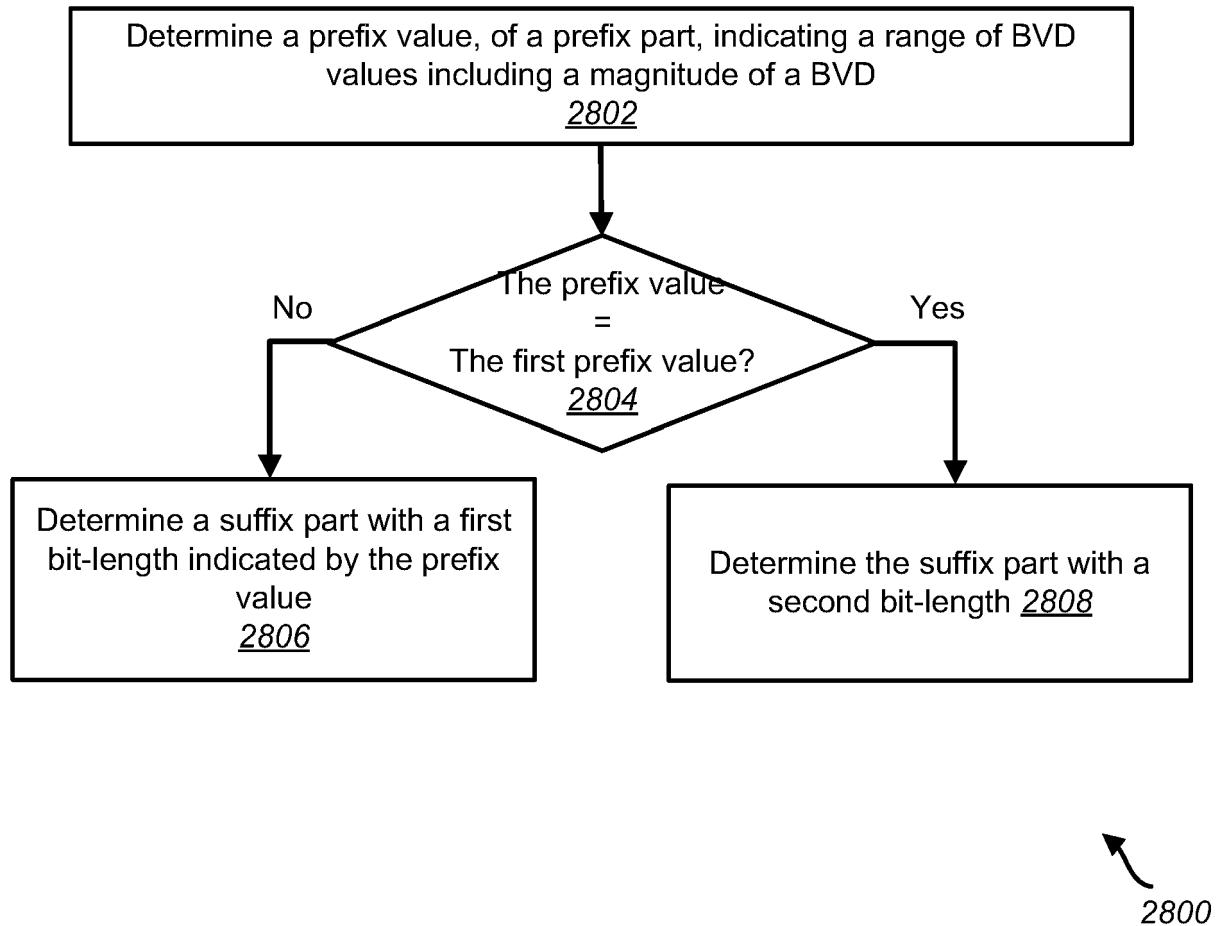 Determine a prefix value, of a prefix part, indicating a range of BVD
values including a magnitude of a BVD
2802
The prefix value
=
The first prefix value?
2804
No
Yes
Determine a suffix part with a first
bit-length indicated by the prefix
value
2806
Determine the suffix part with a
second bit-length 2808
2800